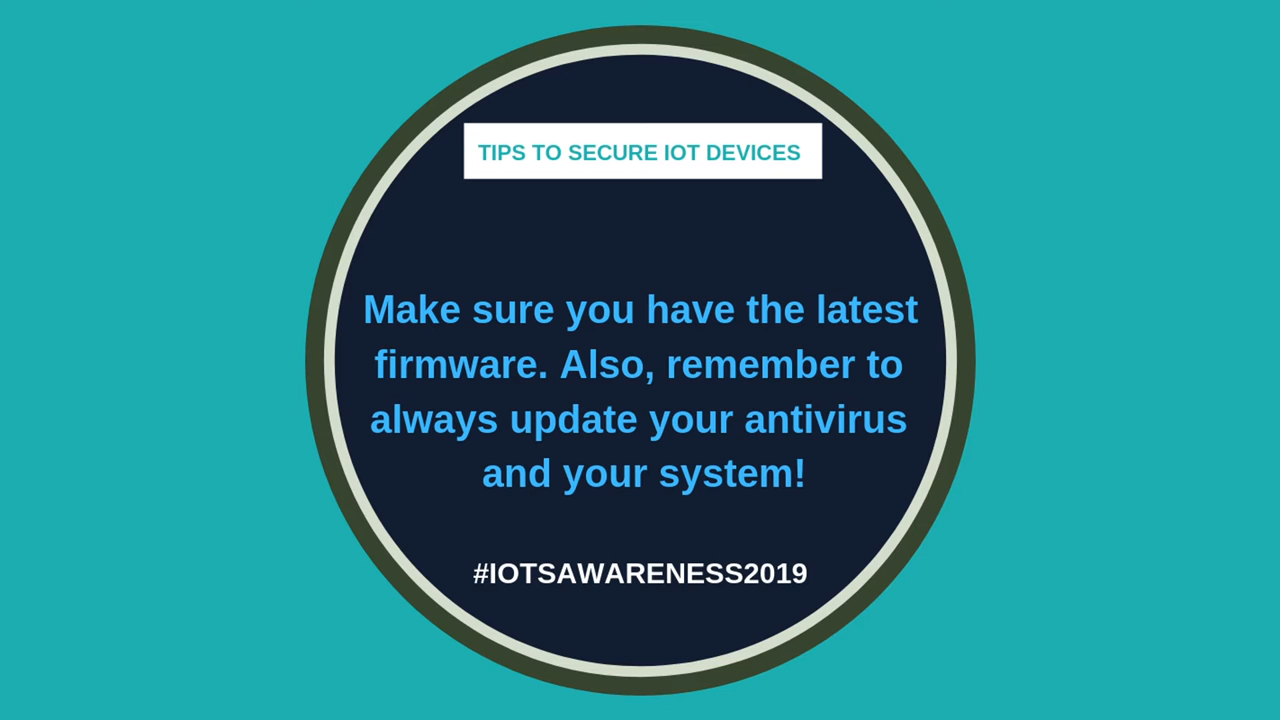 TIPS TO SECURE IOT DEVICES
Make sure you have the latest
firmware. Also, remember to
always update your antivirus
and your system!
#IOTSAWARENESS2019